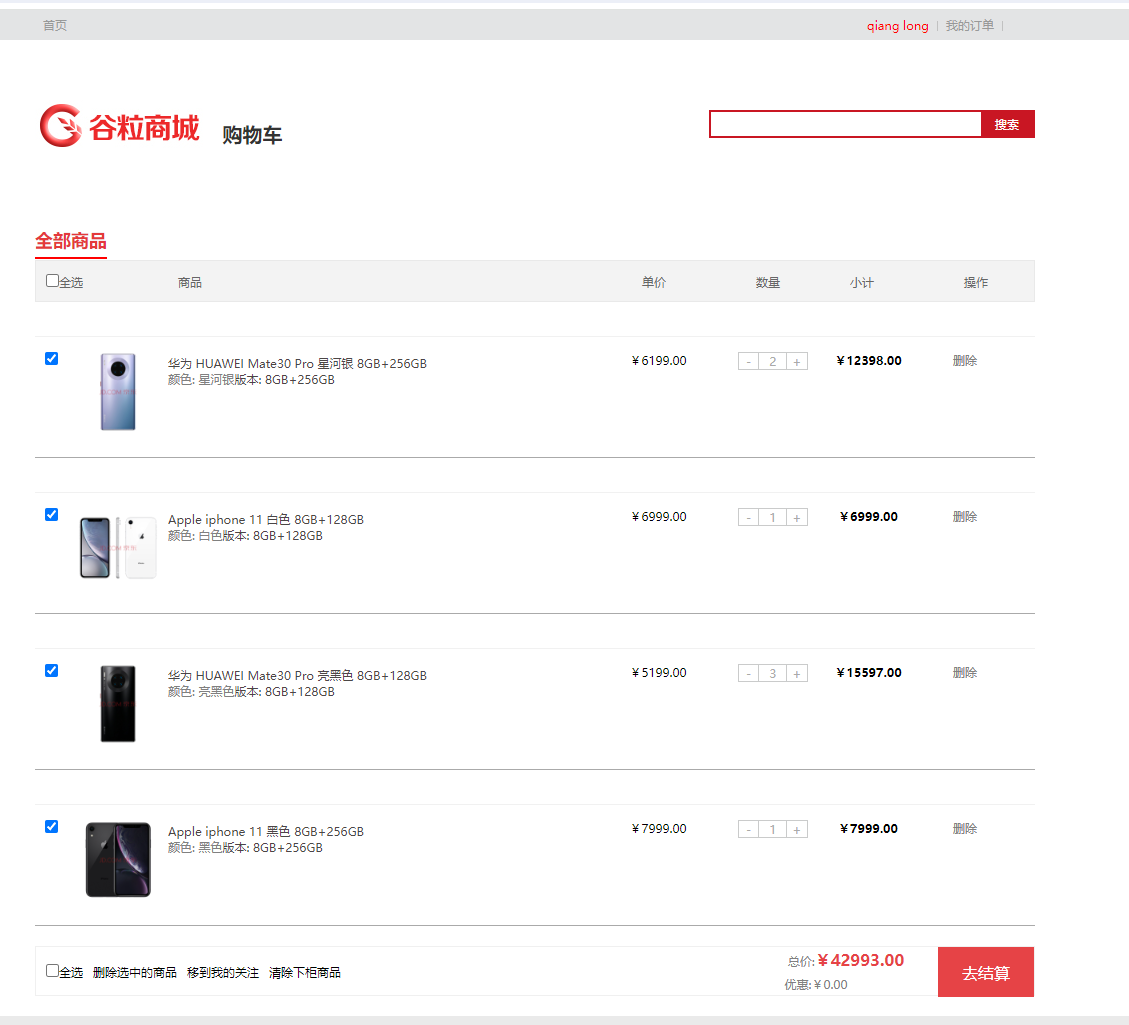 首页 qiang long 我的订单
谷粒商城 购物车 搜索
全部商品
全选 商品 单价 数量 小计 操作
华为 HUAWEI Mate30 Pro 星河银 8GB+256GB ¥6199.00 - 2 + ¥12398.00 删除
颜色: 星河银版本: 8GB+256GB
Apple iphone 11 白色 8GB+128GB ¥6999.00 - 1 + ¥6999.00 删除
颜色: 白色版本: 8GB+128GB
华为 HUAWEI Mate30 Pro 亮黑色 8GB+128GB ¥5199.00 - 3 + ¥15597.00 删除
颜色: 亮黑色版本: 8GB+128GB
Apple iphone 11 黑色 8GB+256GB ¥7999.00 - 1 + ¥7999.00 删除
颜色: 黑色版本: 8GB+256GB
全选 删除选中的商品 移到我的关注 清除下柜商品 总价: ¥42993.00 去结算
优惠: ¥0.00